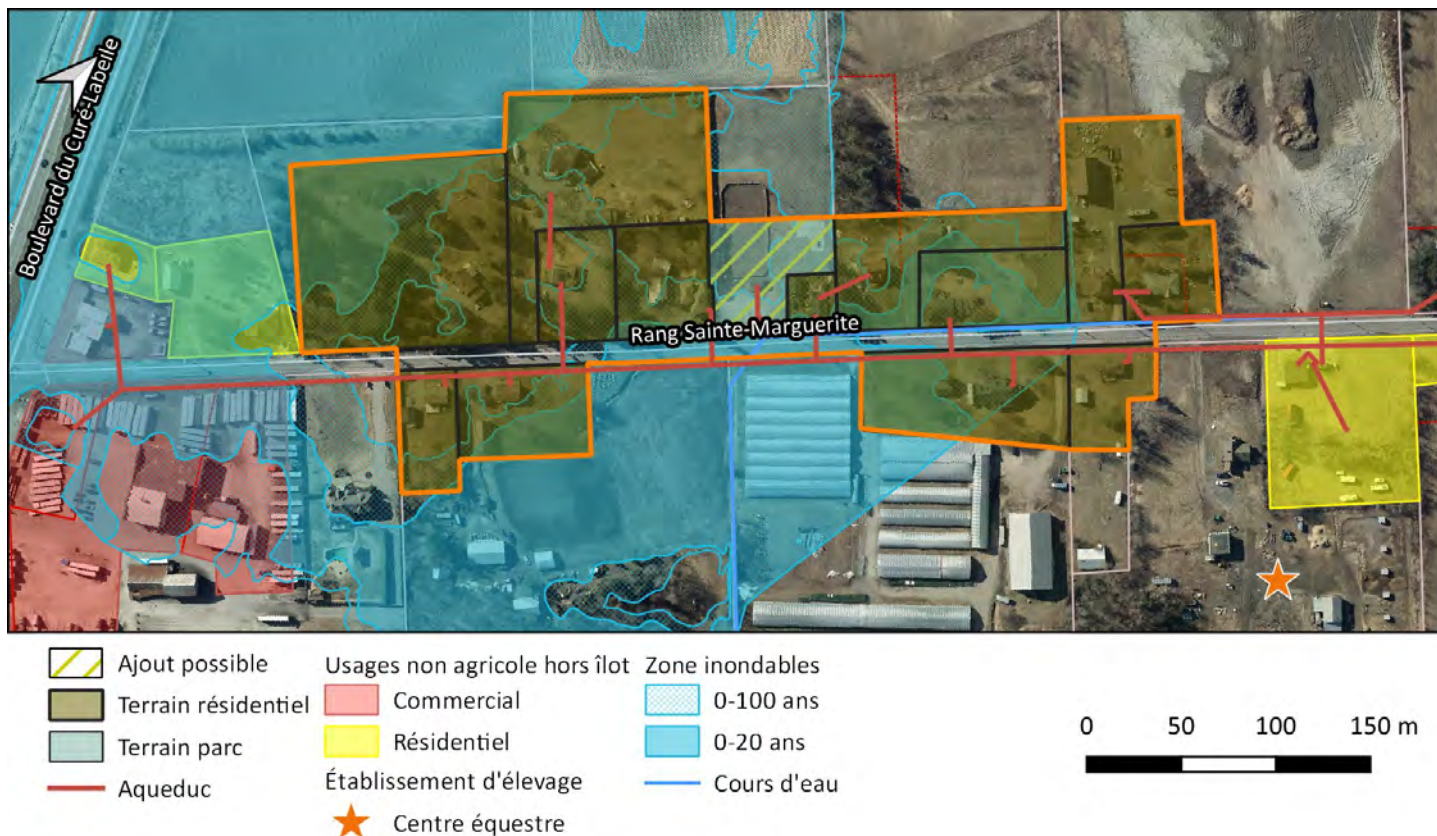 Boulevard du Curé-Labelle
Rang Sainte-Marguerite
Ajout possible
Terrain résidentiel
Terrain parc
Aqueduc
Usages non agricole hors îlot
Commercial
Résidentiel
Établissement d'élevage
Centre équestre
Zone inondables
0-100 ans
0-20 ans
Cours d'eau
0 50 100 150 m